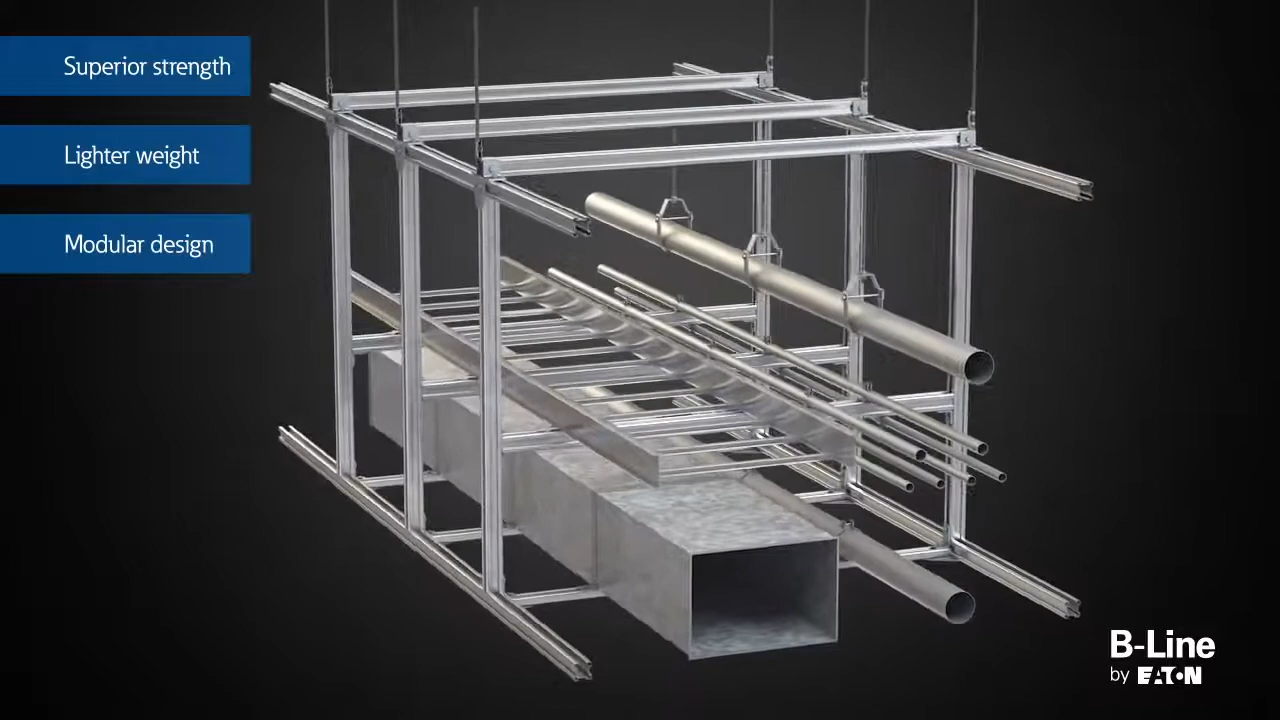 Superior strength
Lighter weight
Modular design
B-Line
by EATON